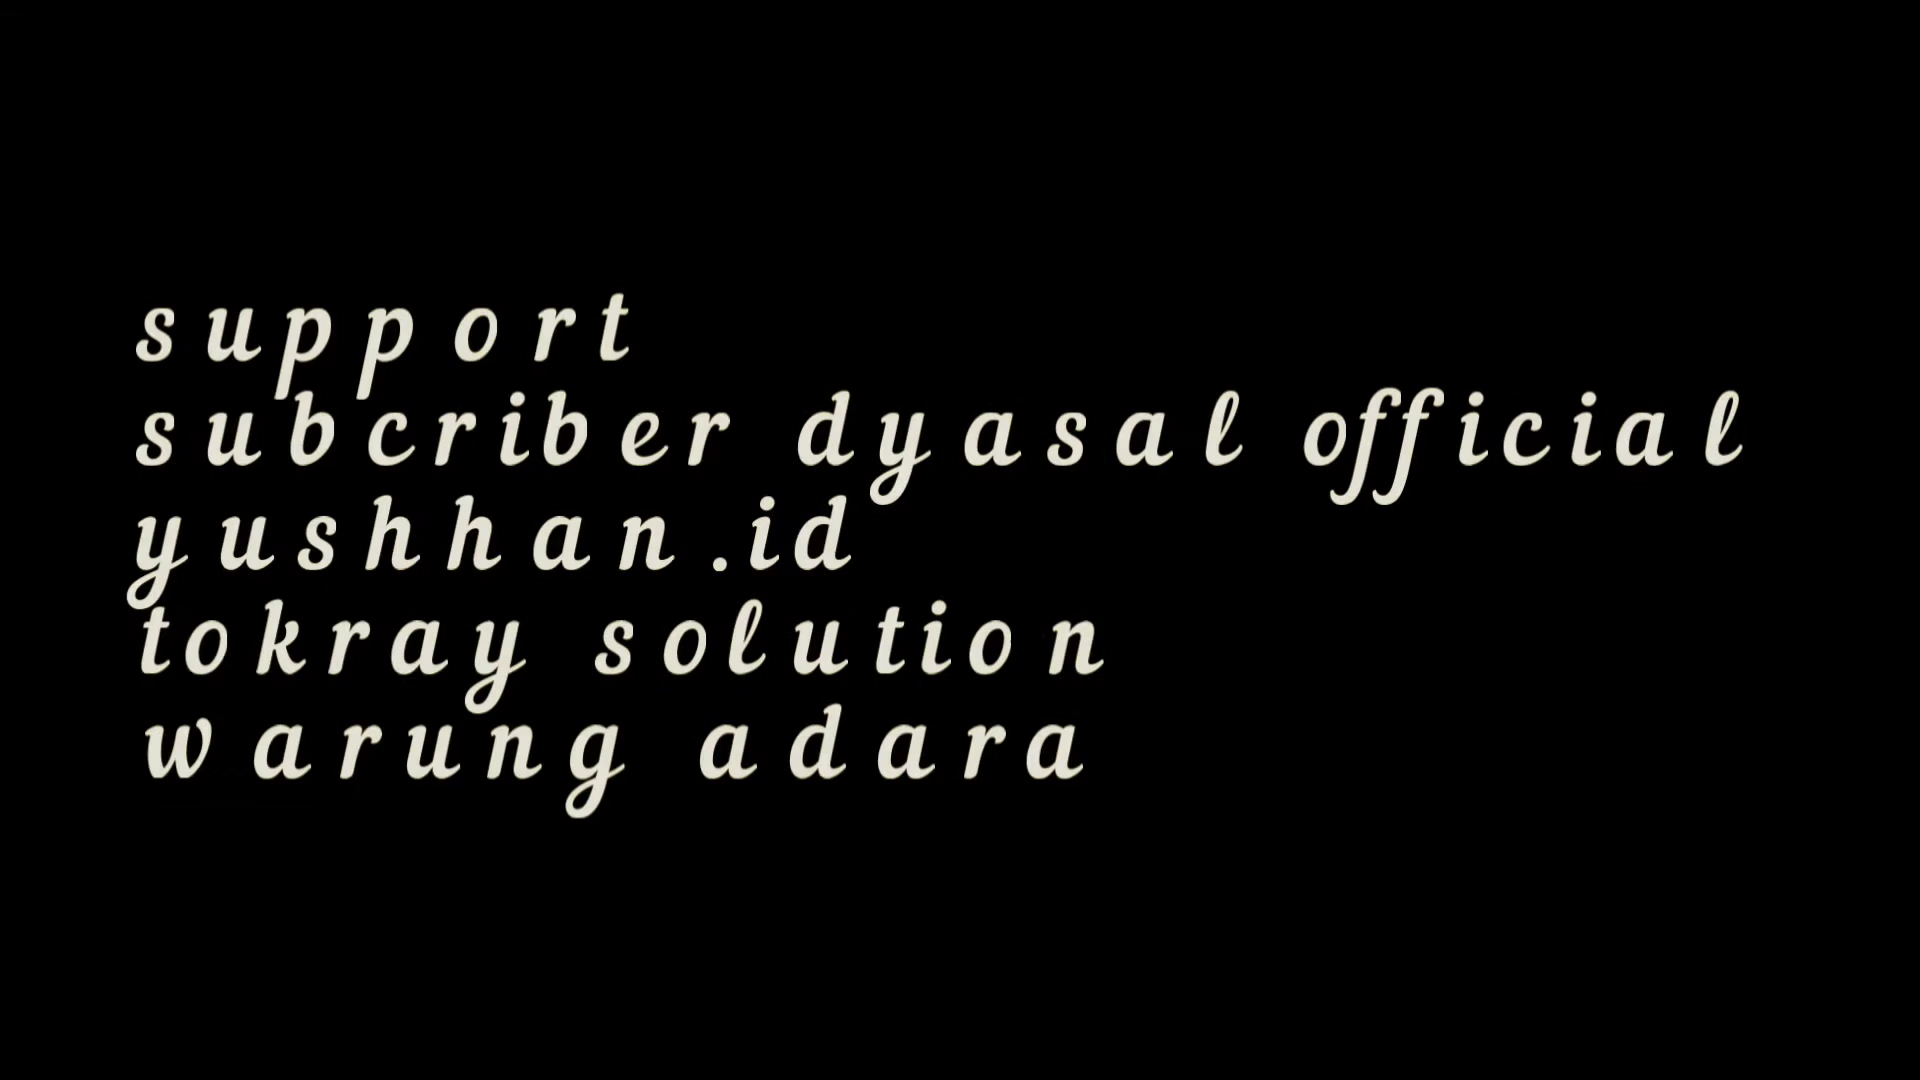 support
subcriber dyasal official
yushhan.id
tokray solution
warung adara